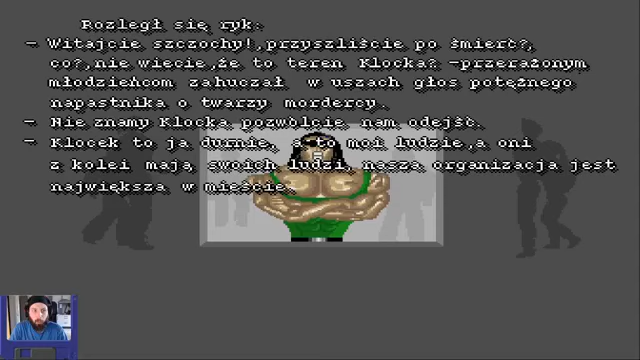 Rozległ się ryk:
- Witajcie szczochy!,przyszliście po śmierć?,
co?,nie wiecie,że to teren Klocka? -przerażonym
młodzieńcom zahuczał w uszach głos potężnego
napastnika o twarzy mordercy.
- Nie znamy Klocka pozwólcie nam odejść.
- Klocek to ja durnie, a to moi ludzie,a oni
z kolei mają swoich ludzi, nasza organizacja jest
największa w mieście.